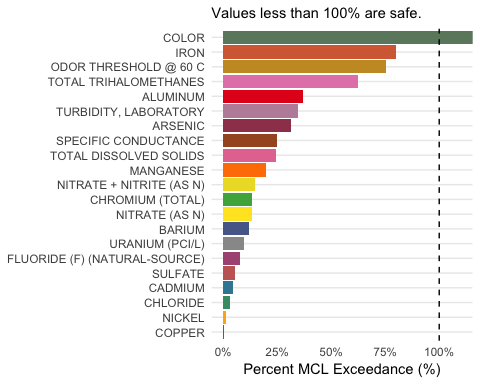 Values less than 100% are safe.
COLOR
IRON
ODOR THRESHOLD @ 60 C
TOTAL TRIHALOMETHANES
ALUMINUM
TURBIDITY, LABORATORY
ARSENIC
SPECIFIC CONDUCTANCE
TOTAL DISSOLVED SOLIDS
MANGANESE
NITRATE + NITRITE (AS N)
CHROMIUM (TOTAL)
NITRATE (AS N)
BARIUM
URANIUM (PCI/L)
FLUORIDE (F) (NATURAL-SOURCE)
SULFATE
CADMIUM
CHLORIDE
NICKEL
COPPER
0% 25% 50% 75% 100%
Percent MCL Exceedance (%)